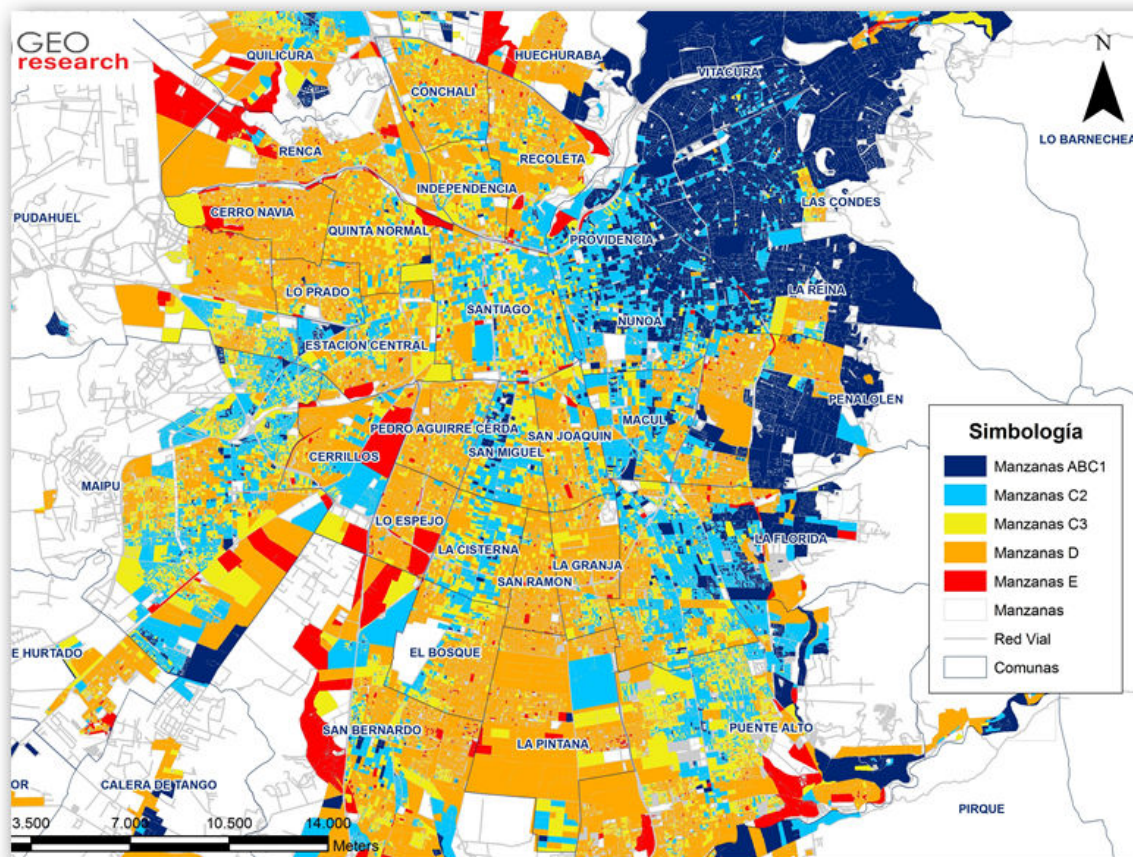 GEO
research
N
QUILICURA
HUECHURABA
VITACURA
CONCHALI
LO BARNECHEA
RENCA
RECOLETA
INDEPENDENCIA
LAS CONDES
PUDAHUEL
CERRO NAVIA
QUINTA NORMAL
PROVIDENCIA
LO PRADO
LA REINA
SANTIAGO
ÑUÑOA
ESTACION CENTRAL
PEÑALOLEN
MACUL
PEDRO AGUIRRE CERDA
SAN JOAQUIN
SAN MIGUEL
CERRILLOS
MAIPU
LO ESPEJO
LA CISTERNA
LA FLORIDA
LA GRANJA
SAN RAMON
E HURTADO
EL BOSQUE
SAN BERNARDO
PUENTE ALTO
LA PINTANA
OR
CALERA DE TANGO
PIRQUE
Simbología
Manzanas ABC1
Manzanas C2
Manzanas C3
Manzanas D
Manzanas E
Manzanas
Red Vial
Comunas
3.500 7.000 10.500 14.000
Meters